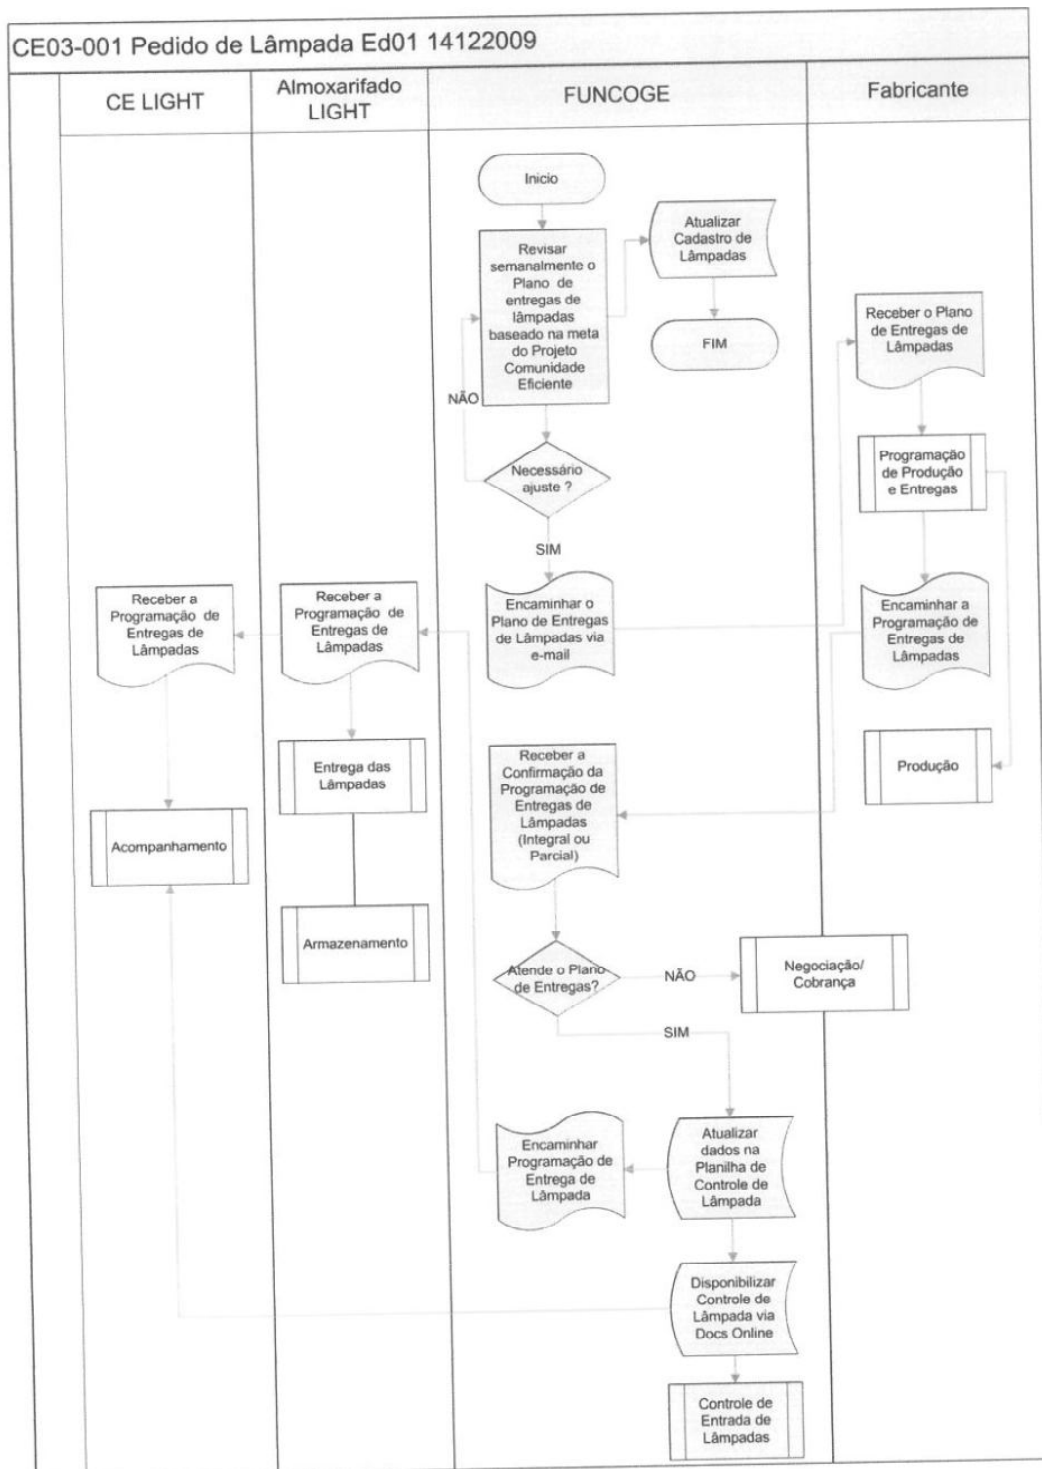 CE03-001 Pedido de Lâmpada Ed01 14122009
CE LIGHT
Almoxarifado
LIGHT
FUNCOGE
Fabricante
Inicio
Revisar
semanalmente o
Plano de
entregas de
lâmpadas
baseado na meta
do Projeto
Comunidade
Eficiente
Atualizar
Cadastro de
Lâmpadas
FIM
NÃO
Necessário
ajuste ?
SIM
Receber o Plano
de Entregas de
Lâmpadas
Programação
de Produção
e Entregas
Receber a
Programação de
Entregas de
Lâmpadas
Receber a
Programação de
Entregas de
Lâmpadas
Encaminhar o
Plano de Entregas
de Lâmpadas via
e-mail
Encaminhar a
Programação de
Entregas de
Lâmpadas
Entrega das
Lâmpadas
Receber a
Confirmação da
Programação de
Entregas de
Lâmpadas
(Integral ou
Parcial)
Produção
Acompanhamento
Armazenamento
Atende o Plano
de Entregas?
NÃO
Negociação/
Cobrança
SIM
Encaminhar
Programação de
Entrega de
Lâmpada
Atualizar
dados na
Planilha de
Controle de
Lâmpada
Disponibilizar
Controle de
Lâmpada via
Docs Online
Controle de
Entrada de
Lâmpadas